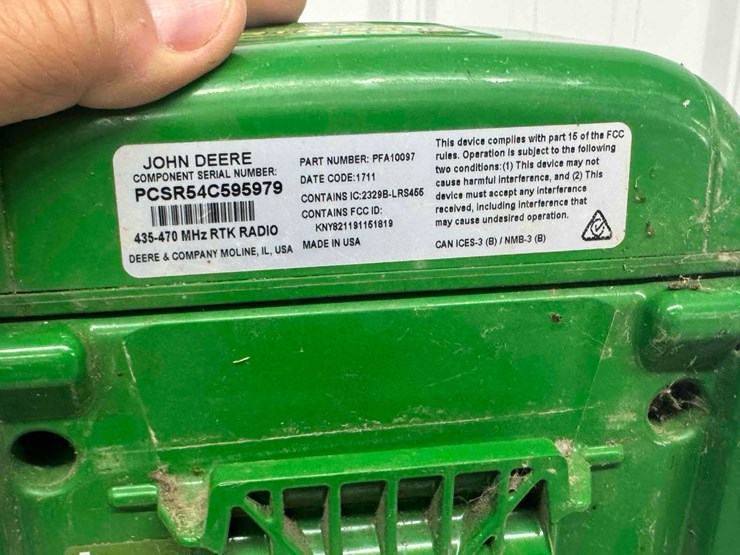 JOHN DEERE
COMPONENT SERIAL NUMBER:
PCSR54C595979
435-470 MHz RTK RADIO
DEERE & COMPANY MOLINE, IL, USA
PART NUMBER: PFA10097
DATE CODE:1711
CONTAINS IC:2329B-LRS455
CONTAINS FCC ID:
KNY821191151819
MADE IN USA
This device complies with part 15 of the FCC
rules. Operation is subject to the following
two conditions:(1) This device may not
cause harmful interference, and (2) This
device must accept any interference
received, including interference that
may cause undesired operation.
CAN ICES-3 (B) / NMB-3 (B)